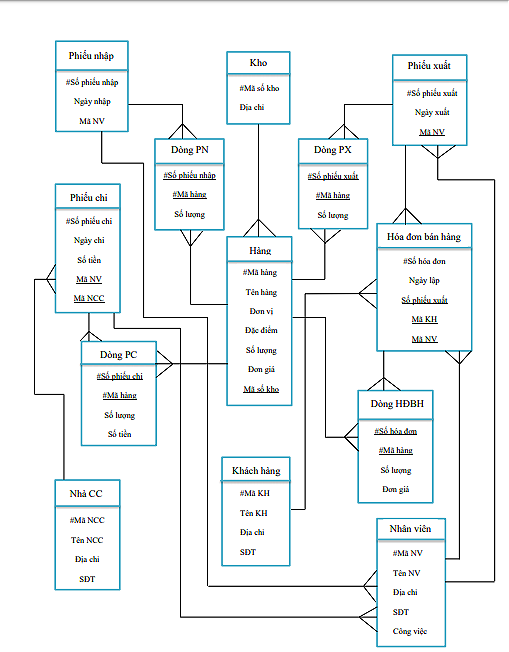 Phiếu nhập
#Số phiếu nhập
Ngày nhập
Mã NV
Kho
#Mã số kho
Địa chỉ
Phiếu xuất
#Số phiếu xuất
Ngày xuất
Mã NV
Dòng PN
#Số phiếu nhập
#Mã hàng
Số lượng
Dòng PX
#Số phiếu xuất
#Mã hàng
Số lượng
Phiếu chi
#Số phiếu chi
Ngày chi
Số tiền
Mã NV
Mã NCC
Hàng
#Mã hàng
Tên hàng
Đơn vị
Đặc điểm
Số lượng
Đơn giá
Mã số kho
Hóa đơn bán hàng
#Số hóa đơn
Ngày lập
Số phiếu xuất
Mã KH
Mã NV
Dòng PC
#Số phiếu chi
#Mã hàng
Số lượng
Số tiền
Dòng HĐBH
#Số hóa đơn
#Mã hàng
Số lượng
Đơn giá
Nhà CC
#Mã NCC
Tên NCC
Địa chỉ
SĐT
Khách hàng
#Mã KH
Tên KH
Địa chỉ
SĐT
Nhân viên
#Mã NV
Tên NV
Địa chỉ
SĐT
Công việc